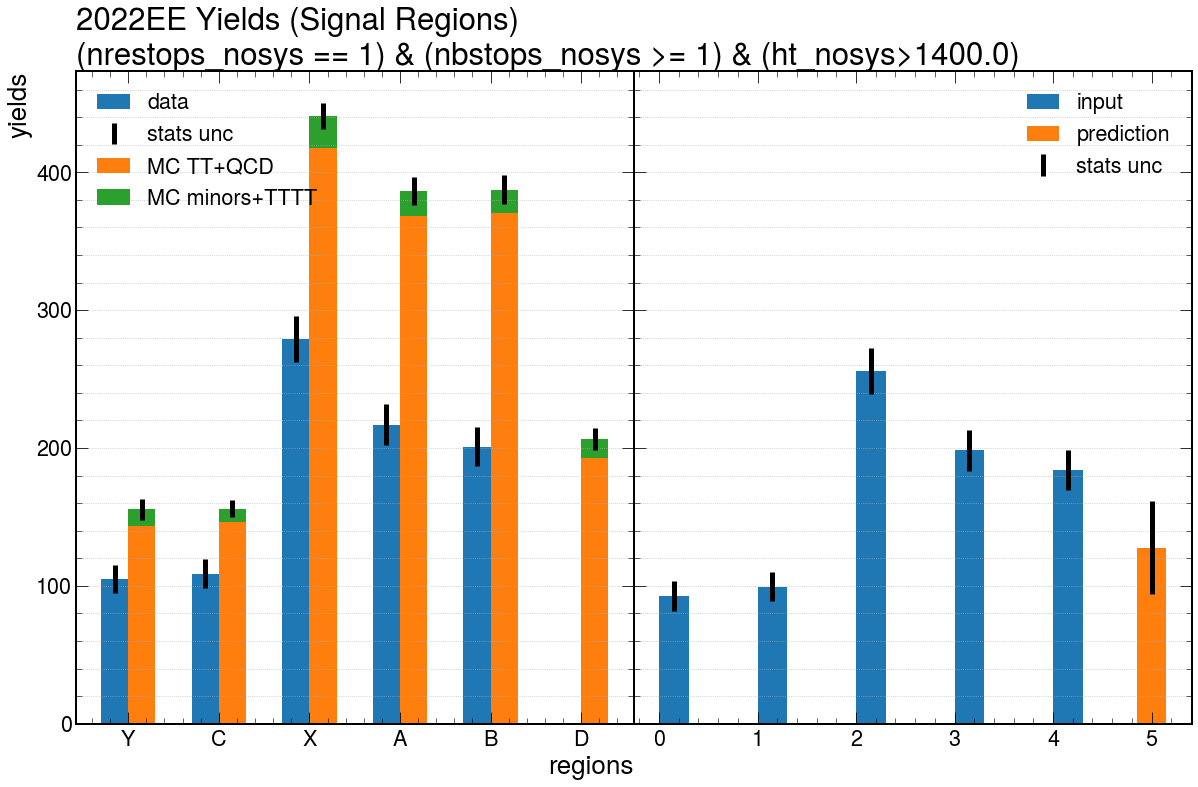 2022EE Yields (Signal Regions)
(nrestops_nosys == 1) & (nbstops_nosys >= 1) & (ht_nosys>1400.0)
yields
data
stats unc
MC TT+QCD
MC minors+TTTT
input
prediction
stats unc
400
300
200
100
0
Y C X A B D
0 1 2 3 4 5
regions